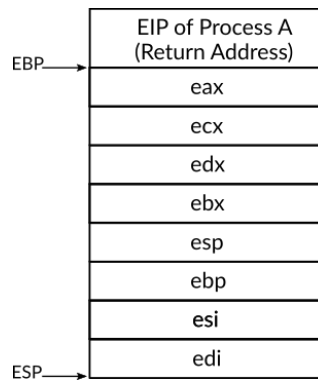 EIP of Process A
(Return Address)
EBP
eax
ecx
edx
ebx
esp
ebp
esi
edi
ESP